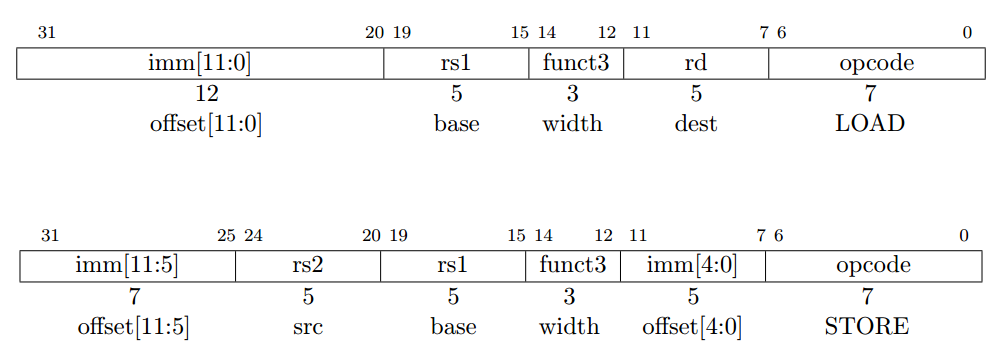 31 20 19 15 14 12 11 7 6 0
imm[11:0] rs1 funct3 rd opcode
12 5 3 5 7
offset[11:0] base width dest LOAD
31 25 24 20 19 15 14 12 11 7 6 0
imm[11:5] rs2 rs1 funct3 imm[4:0] opcode
7 5 5 3 5 7
offset[11:5] src base width offset[4:0] STORE